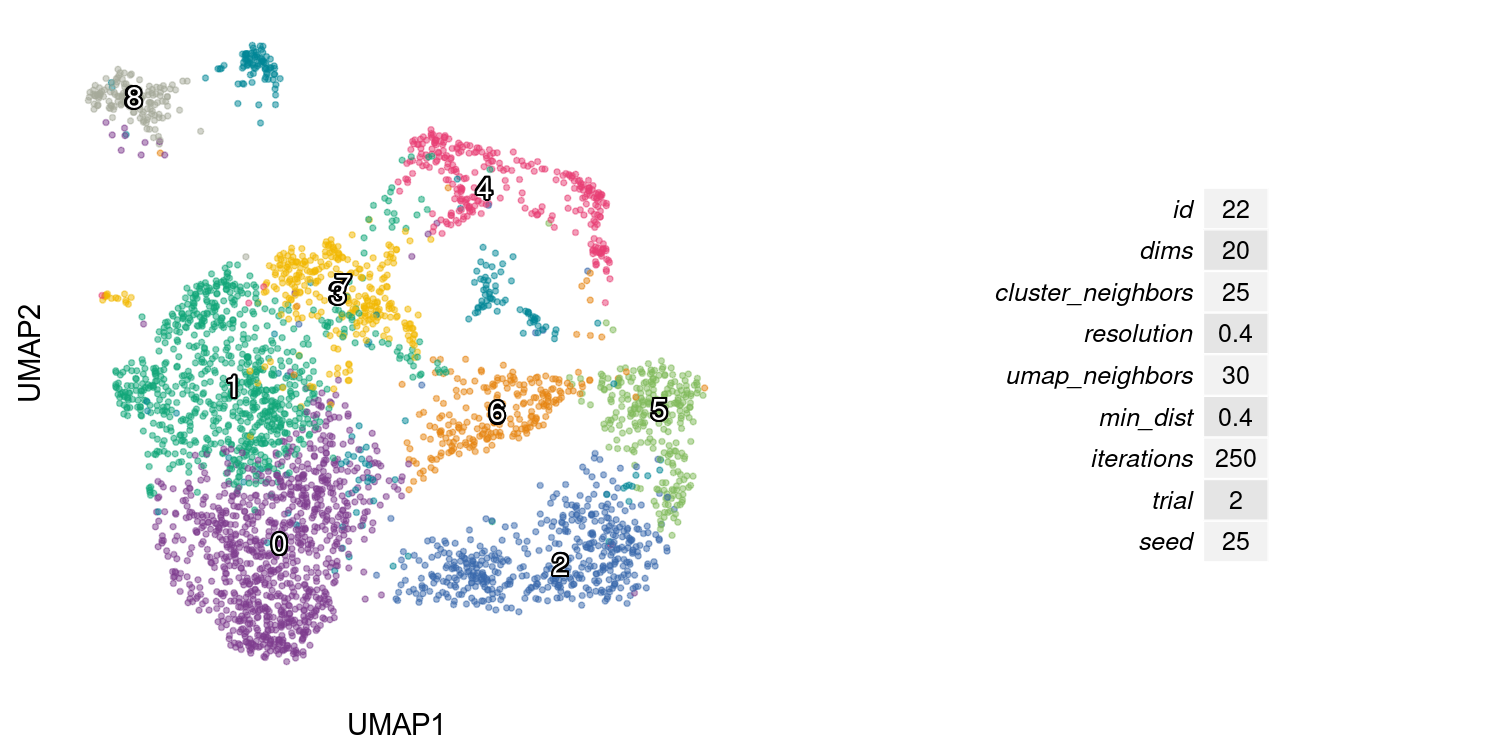 8
4
7
3
1
6
5
0
2
UMAP1
UMAP2
id 22
dims 20
cluster_neighbors 25
resolution 0.4
umap_neighbors 30
min_dist 0.4
iterations 250
trial 2
seed 25